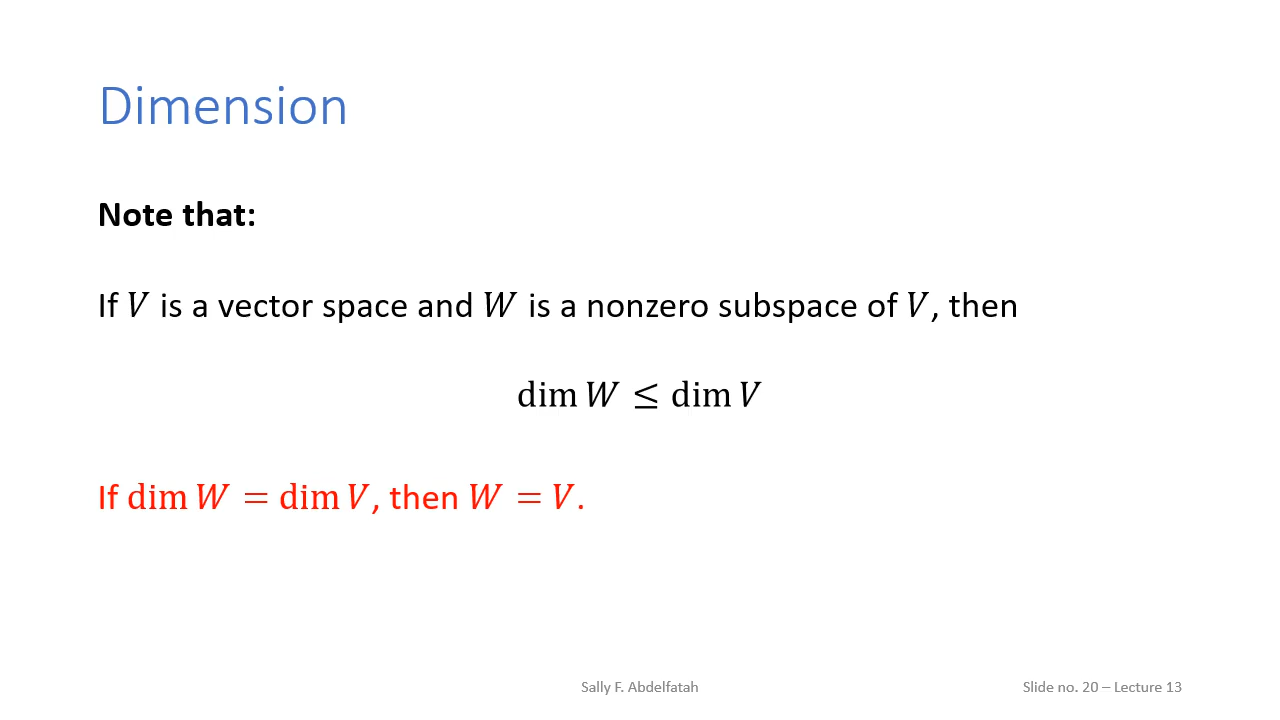 Dimension
Note that:
If 𝑉 is a vector space and 𝑊 is a nonzero subspace of 𝑉, then
dim 𝑊 ≤ dim 𝑉
If dim 𝑊 = dim 𝑉, then 𝑊 = 𝑉.
Sally F. Abdelfatah
Slide no. 20 – Lecture 13